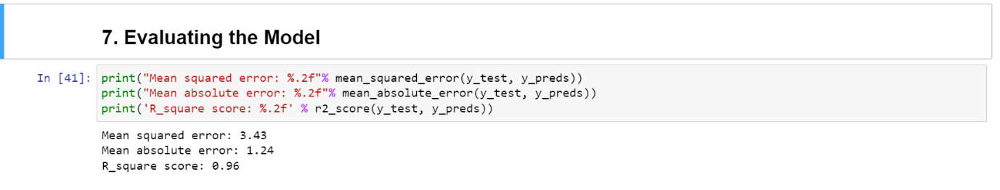 7. Evaluating the Model
In [41]: print("Mean squared error: %.2f"% mean_squared_error(y_test, y_preds))
print("Mean absolute error: %.2f"% mean_absolute_error(y_test, y_preds))
print('R_square score: %.2f' % r2_score(y_test, y_preds))
Mean squared error: 3.43
Mean absolute error: 1.24
R_square score: 0.96